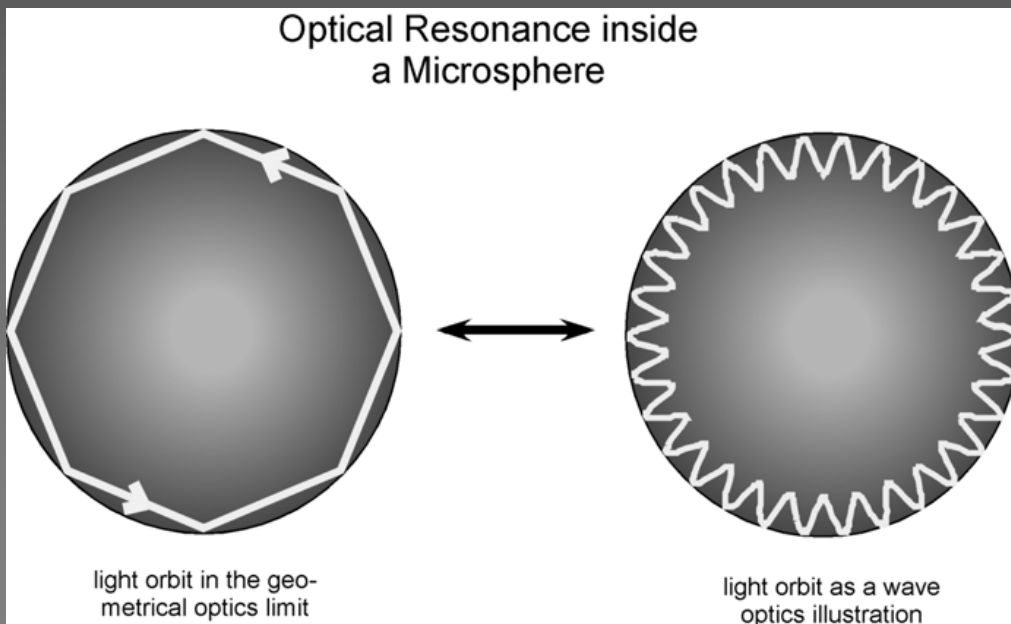 Optical Resonance inside
a Microsphere
light orbit in the geo-
metrical optics limit
light orbit as a wave
optics illustration